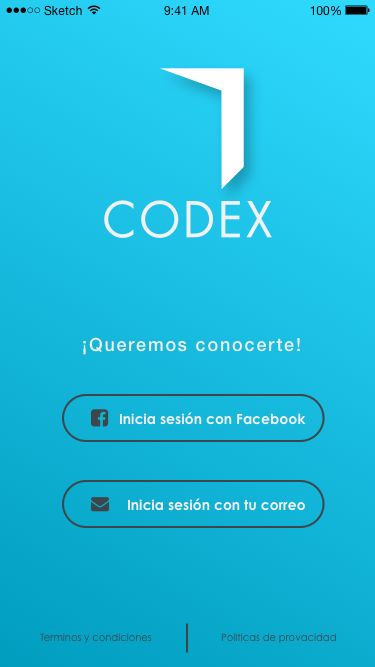 Sketch 9:41 AM 100%
CODEX
¡Queremos conocerte!
Inicia sesión con Facebook
Inicia sesión con tu correo
Terminos y condiciones Politicas de provacidad